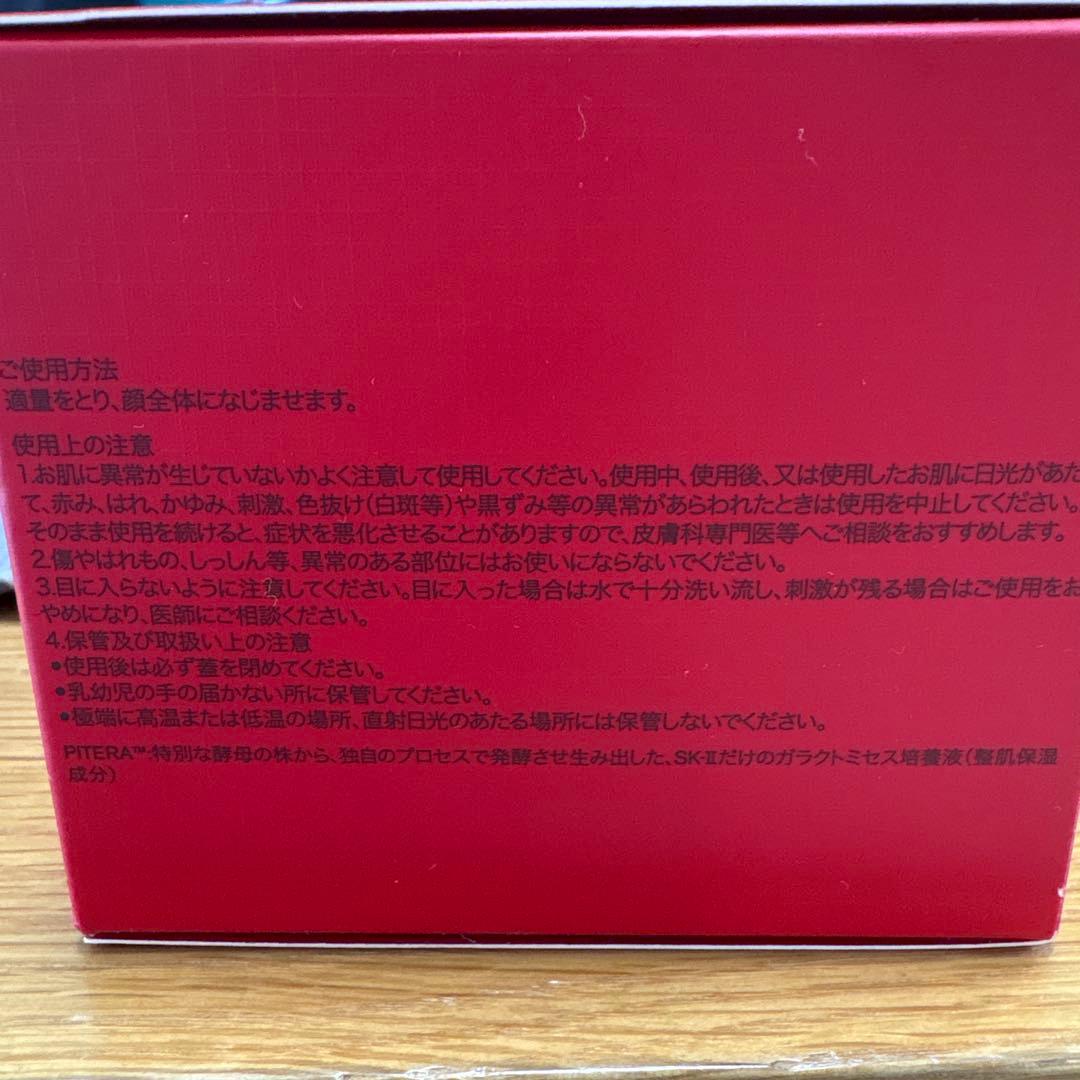 ご使用方法
適量をとり、顔全体になじませます。
使用上の注意
1.お肌に異常が生じていないかよく注意して使用してください。使用中、使用後、又は使用したお肌に日光があた
て、赤み、はれ、かゆみ、刺激、色抜け(白斑等)や黒ずみ等の異常があらわれたときは使用を中止してください。
そのまま使用を続けると、症状を悪化させることがありますので、皮膚科専門医等へご相談をおすすめします。
2.傷やはれもの、しっしん等、異常のある部位にはお使いにならないでください。
3.目に入らないように注意してください。目に入った場合は水で十分洗い流し、刺激が残る場合はご使用をお
やめになり、医師にご相談ください。
4.保管及び取扱い上の注意
•使用後は必ず蓋を閉めてください。
•乳幼児の手の届かない所に保管してください。
•極端に高温または低温の場所、直射日光のあたる場所には保管しないでください。
PITERA™:特別な酵母の株から、独自のプロセスで発酵させ生み出した、SK-Ⅱだけのガラクトミセス培養液(整肌保湿
成分)